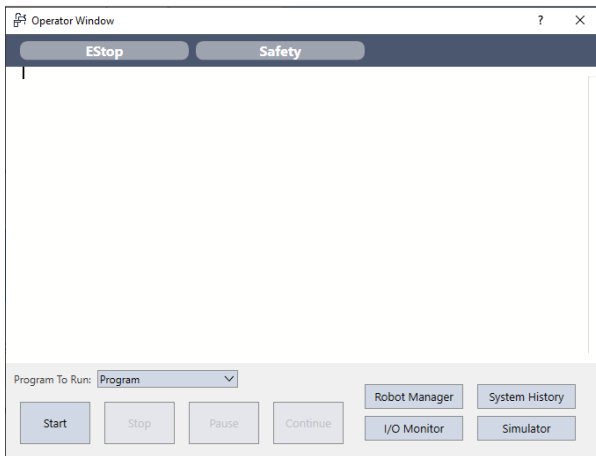 Operator Window ?
EStop Safety
Program To Run: Program
Robot Manager System History
Start Stop Pause Continue
I/O Monitor Simulator